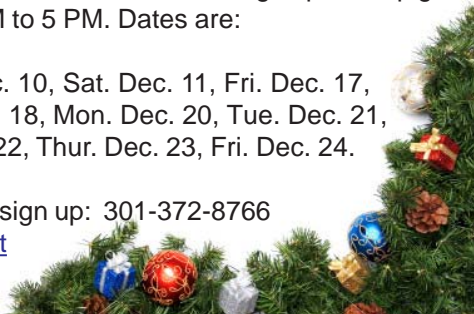 M to 5 PM. Dates are:
c. 10, Sat. Dec. 11, Fri. Dec. 17,
18, Mon. Dec. 20, Tue. Dec. 21,
22, Thur. Dec. 23, Fri. Dec. 24.
sign up: 301-372-8766
t